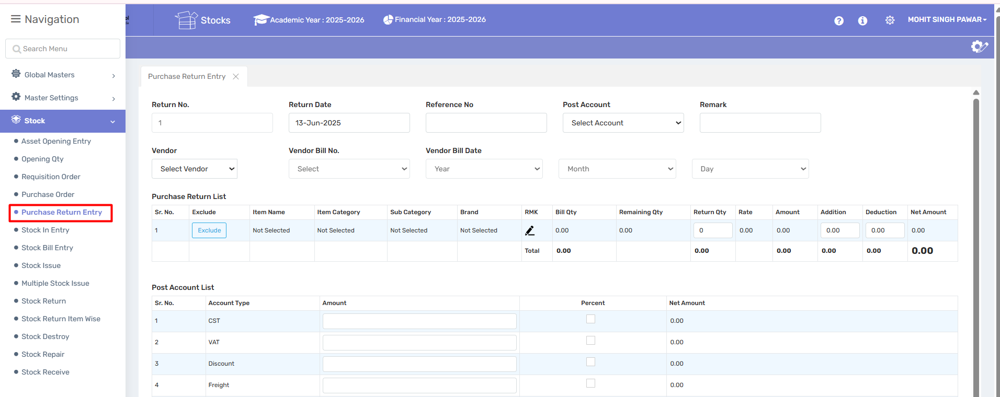 Navigation
Stocks
Academic Year : 2025-2026
Financial Year : 2025-2026
MOHIT SINGH PAWAR
Search Menu
Global Masters
Master Settings
Stock
Asset Opening Entry
Opening Qty
Requisition Order
Purchase Order
Purchase Return Entry
Stock In Entry
Stock Bill Entry
Stock Issue
Multiple Stock Issue
Stock Return
Stock Return Item Wise
Stock Destroy
Stock Repair
Stock Receive
Purchase Return Entry
Return No. Return Date Reference No Post Account Remark
1 13-Jun-2025 Select Account
Vendor Vendor Bill No. Vendor Bill Date
Select Vendor Select Year Month Day
Purchase Return List
Sr. No. Exclude Item Name Item Category Sub Category Brand RMK Bill Qty Remaining Qty Return Qty Rate Amount Addition Deduction Net Amount
1 Exclude Not Selected Not Selected Not Selected Not Selected 0.00 0.00 0 0.00 0.00 0.00 0.00 0.00
Total 0.00 0.00 0.00 0.00 0.00 0.00
Post Account List
Sr. No. Account Type Amount Percent Net Amount
1 CST 0.00
2 VAT 0.00
3 Discount 0.00
4 Freight 0.00